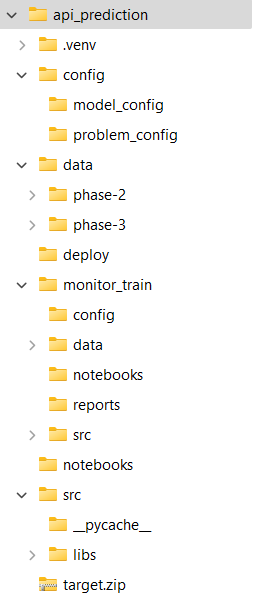 api_prediction
.venv
config
model_config
problem_config
data
phase-2
phase-3
deploy
monitor_train
config
data
notebooks
reports
src
notebooks
src
__pycache__
libs
target.zip